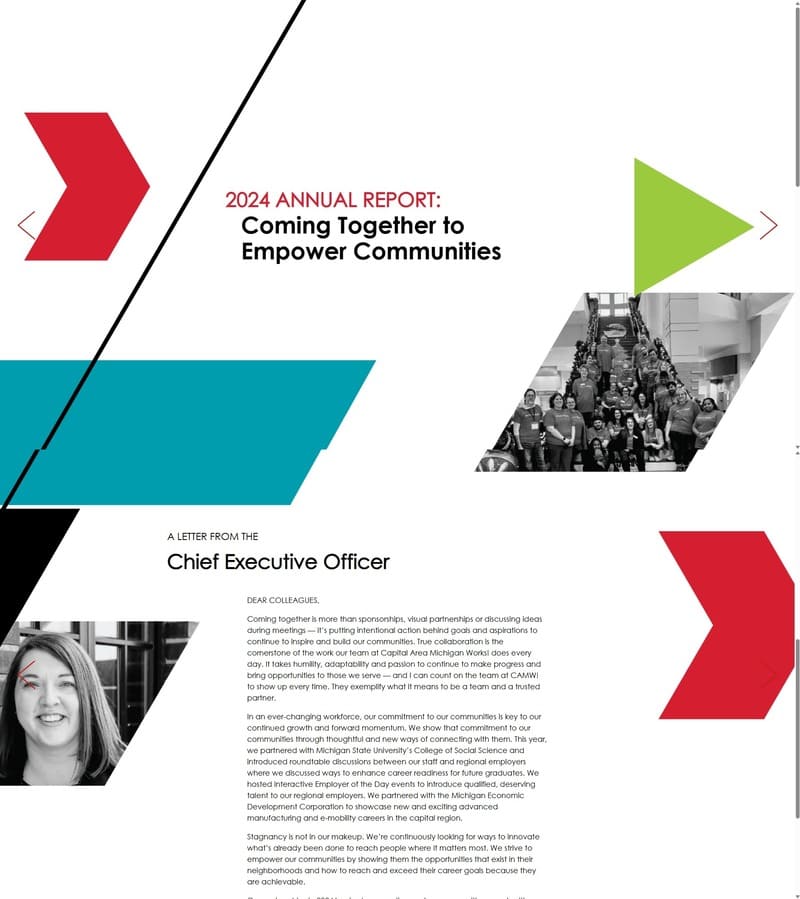 2024 ANNUAL REPORT:
Coming Together to
Empower Communities
A LETTER FROM THE
Chief Executive Officer
DEAR COLLEAGUES,
Coming together is more than sponsorships, visual partnerships or discussing ideas
during meetings — it's putting intentional action behind goals and aspirations to
continue to inspire and build our communities. True collaboration is the
cornerstone of the work our team at Capital Area Michigan Works! does every
day. It takes humility, adaptability and passion to continue to make progress and
bring opportunities to those we serve — and I can count on the team at CAMW!
to show up every time. They exemplify what it means to be a team and a trusted
partner.
In an ever-changing workforce, our commitment to our communities is key to our
continued growth and forward momentum. We show that commitment to our
communities through thoughtful and new ways of connecting with them. This year,
we partnered with Michigan State University's College of Social Science and
introduced roundtable discussions between our staff and regional employers
where we discussed ways to enhance career readiness for future graduates. We
hosted interactive Employer of the Day events to introduce qualified, deserving
talent to our regional employers. We partnered with the Michigan Economic
Development Corporation to showcase new and exciting advanced
manufacturing and e-mobility careers in the capital region.
Stagnancy is not in our makeup. We're continuously looking for ways to innovate
what's already been done to reach people where it matters most. We strive to
empower our communities by showing them the opportunities that exist in their
neighborhoods and how to reach and exceed their career goals because they
are achievable.